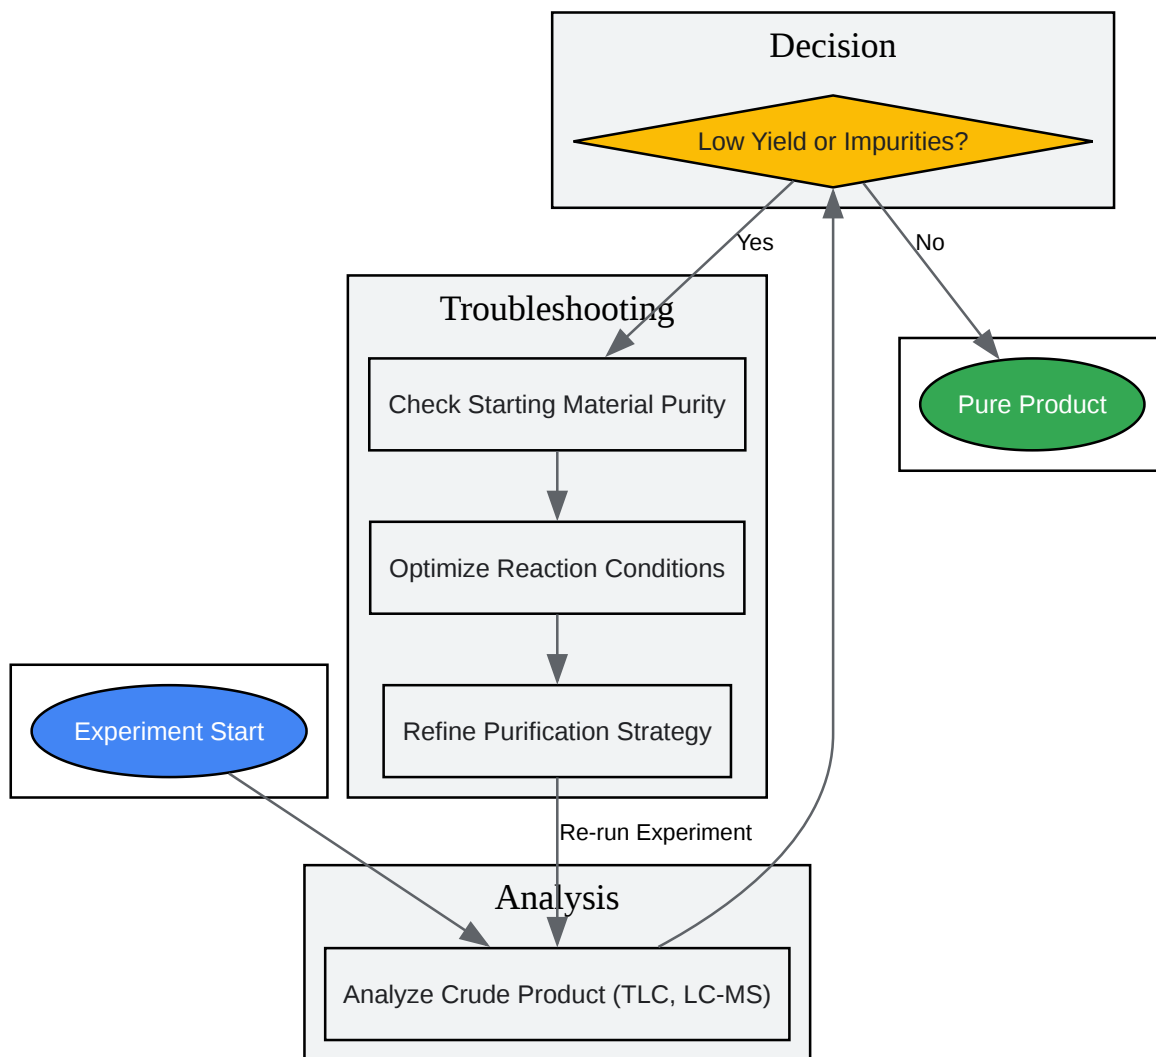 Decision
Low Yield or Impurities?
Yes
No
Troubleshooting
Check Starting Material Purity
Pure Product
Optimize Reaction Conditions
Refine Purification Strategy
Experiment Start
Re-run Experiment
Analysis
Analyze Crude Product (TLC, LC-MS)